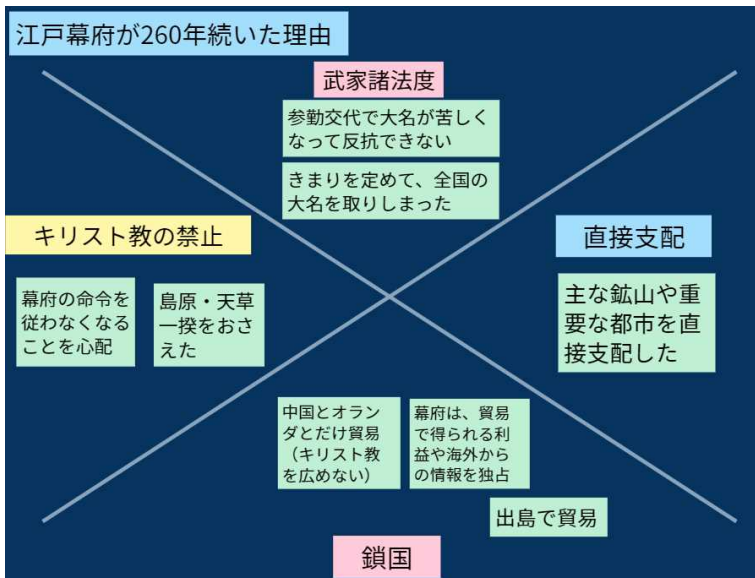 江戸幕府が260年続いた理由
武家諸法度
参勤交代で大名が苦しく
なって反抗できない
きまりを定めて、全国の
大名を取りしまった
キリスト教の禁止
幕府の命令を
従わなくなる
ことを心配
島原・天草
一揆をおさ
えた
直接支配
主な鉱山や重
要な都市を直
接支配した
中国とオラン
ダとだけ貿易
（キリスト教
を広めない）
幕府は、貿易
で得られる利
益や海外から
の情報を独占
出島で貿易
鎖国